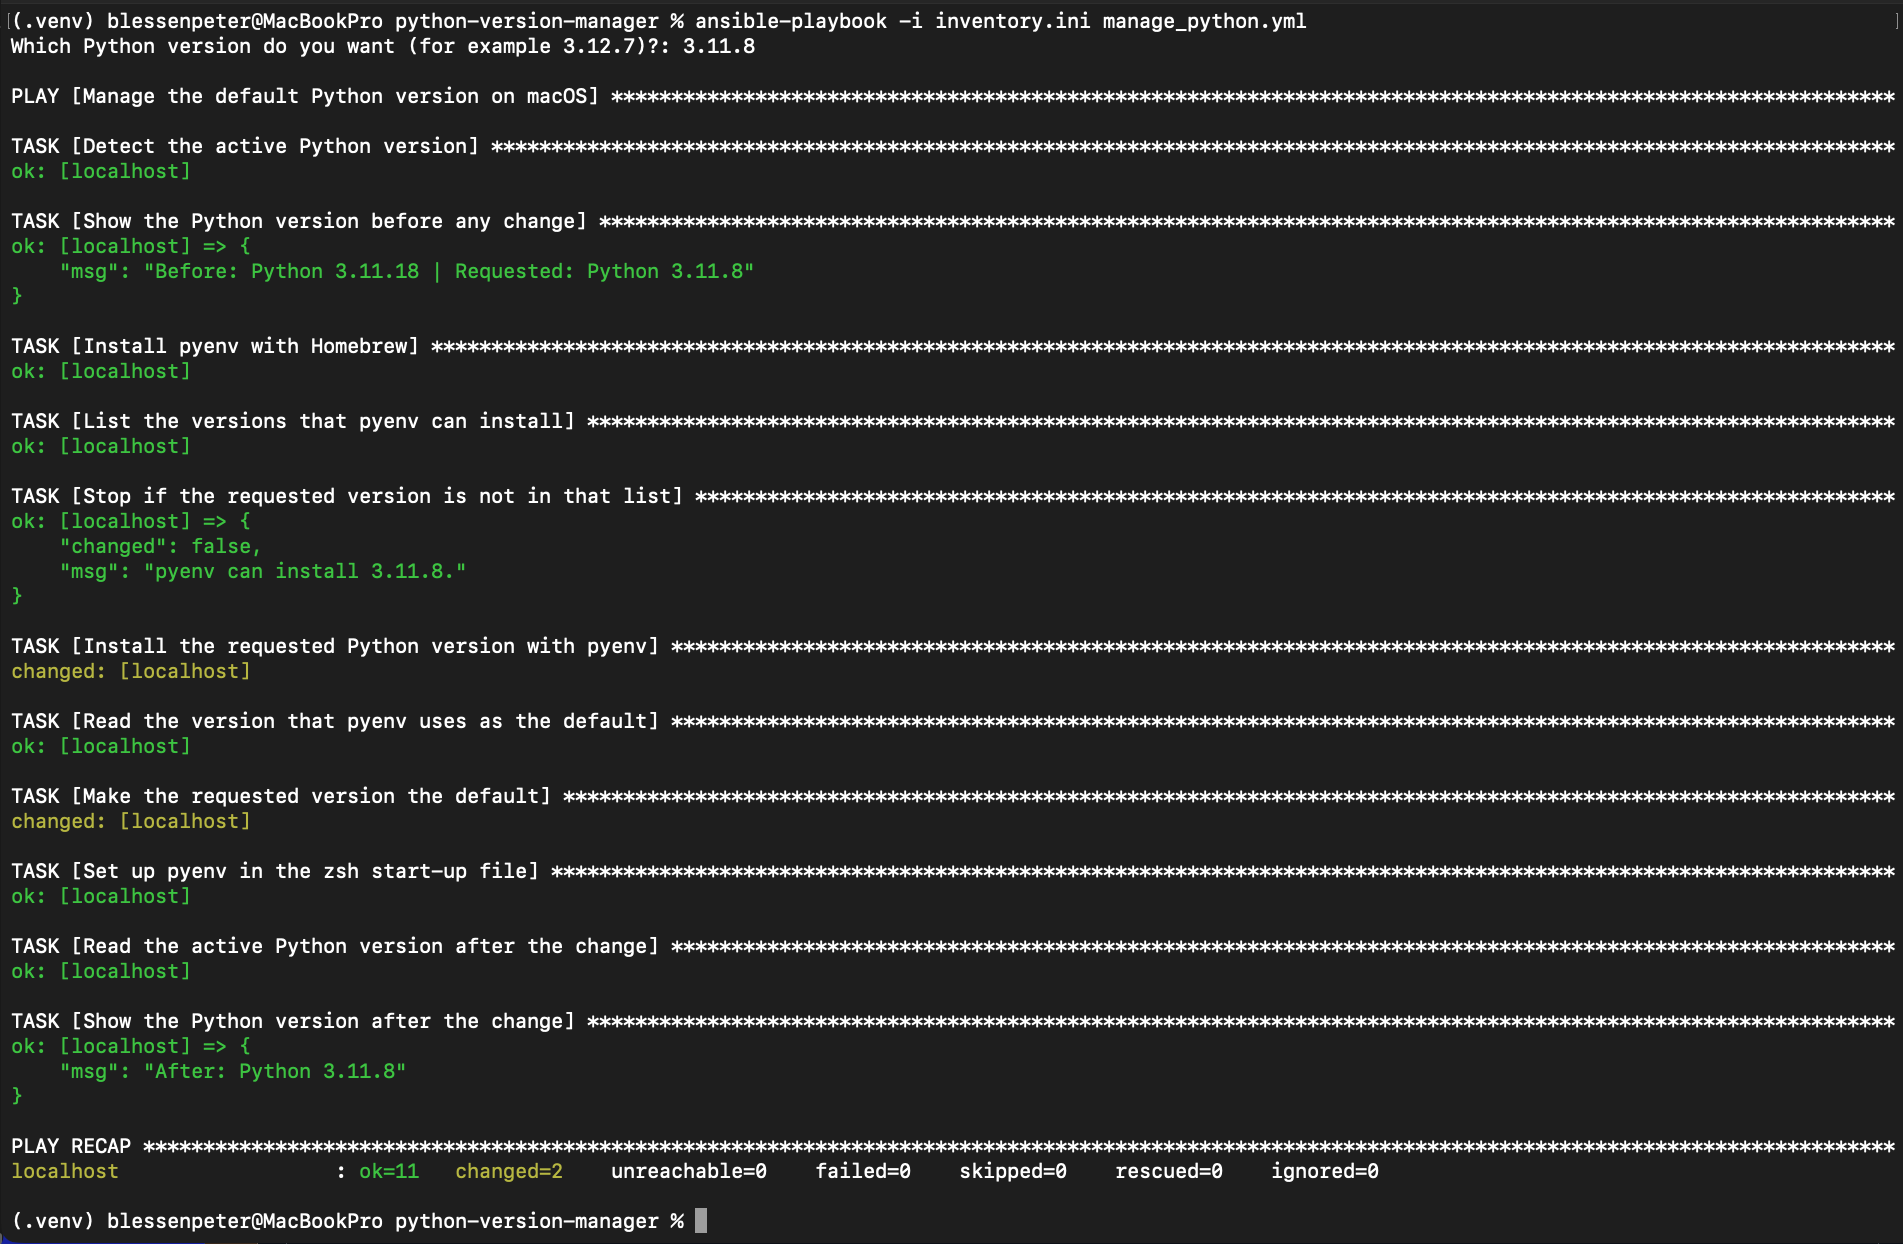 (.venv) blessenpeter@MacBookPro python-version-manager % ansible-playbook -i inventory.ini manage_python.yml
Which Python version do you want (for example 3.12.7)?: 3.11.8
PLAY [Manage the default Python version on macOS] ***********************************************************************************************************
TASK [Detect the active Python version] *********************************************************************************************************************
ok: [localhost]
TASK [Show the Python version before any change] ************************************************************************************************************
ok: [localhost] => {
    "msg": "Before: Python 3.11.18 | Requested: Python 3.11.8"
}
TASK [Install pyenv with Homebrew] **************************************************************************************************************************
ok: [localhost]
TASK [List the versions that pyenv can install] *************************************************************************************************************
ok: [localhost]
TASK [Stop if the requested version is not in that list] ****************************************************************************************************
ok: [localhost] => {
    "changed": false,
    "msg": "pyenv can install 3.11.8."
}
TASK [Install the requested Python version with pyenv] ******************************************************************************************************
changed: [localhost]
TASK [Read the version that pyenv uses as the default] ******************************************************************************************************
ok: [localhost]
TASK [Make the requested version the default] ***************************************************************************************************************
changed: [localhost]
TASK [Set up pyenv in the zsh start-up file] ****************************************************************************************************************
ok: [localhost]
TASK [Read the active Python version after the change] ******************************************************************************************************
ok: [localhost]
TASK [Show the Python version after the change] *************************************************************************************************************
ok: [localhost] => {
    "msg": "After: Python 3.11.8"
}
PLAY RECAP **************************************************************************************************************************************************
localhost                  : ok=11   changed=2    unreachable=0    failed=0    skipped=0    rescued=0    ignored=0
(.venv) blessenpeter@MacBookPro python-version-manager %